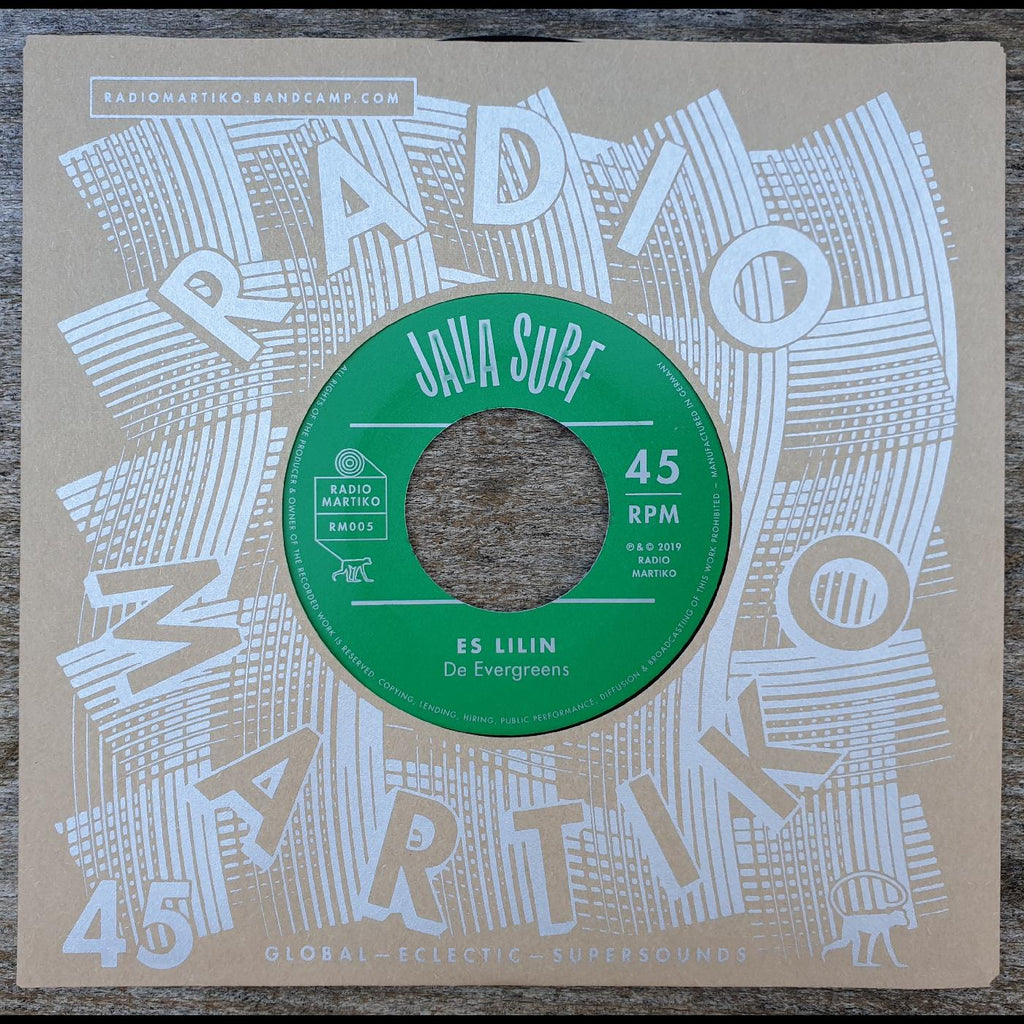 RADIOMARTIKO.BANDCAMP.COM
RADIO
MARTIKO
JAVA SURF
RADIO
MARTIKO
RM005
45
RPM
℗ & © 2019
RADIO
MARTIKO
ES LILIN
De Evergreens
ALL RIGHTS OF THE PRODUCER & OWNER OF THE RECORDED WORK IS RESERVED. COPYING, LENDING, HIRING, PUBLIC PERFORMANCE, DIFFUSION & BROADCASTING OF THIS WORK PROHIBITED – MANUFACTURED IN GERMANY
45
GLOBAL – ECLECTIC – SUPERSOUNDS